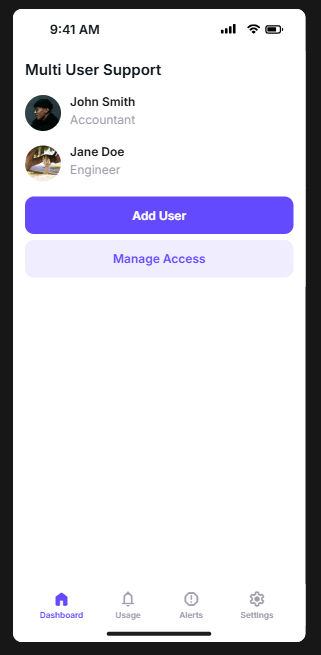 9:41 AM
Multi User Support
John Smith
Accountant
Jane Doe
Engineer
Add User
Manage Access
Dashboard
Usage
Alerts
Settings